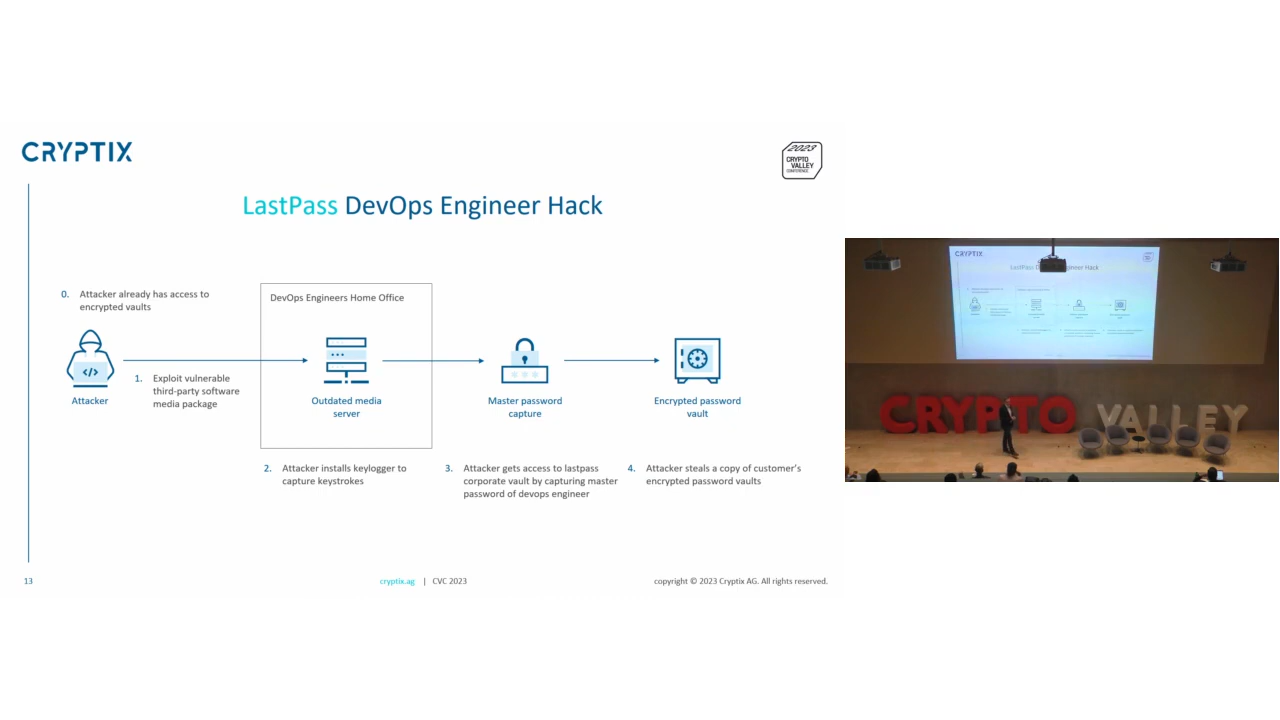 CRYPTIX
2023
CRYPTO
VALLEY
CONFERENCE
LastPass DevOps Engineer Hack
0. Attacker already has access to
encrypted vaults
DevOps Engineers Home Office
</>
Attacker
1. Exploit vulnerable
third-party software
media package
Outdated media
server
Master password
capture
Encrypted password
vault
2. Attacker installs keylogger to
capture keystrokes
3. Attacker gets access to lastpass
corporate vault by capturing master
password of devops engineer
4. Attacker steals a copy of customer's
encrypted password vaults
13
cryptix.ag | CVC 2023
copyright © 2023 Cryptix AG. All rights reserved.
CRYPTIX
LastPass
Engineer Hack
CRYPTO VALLEY